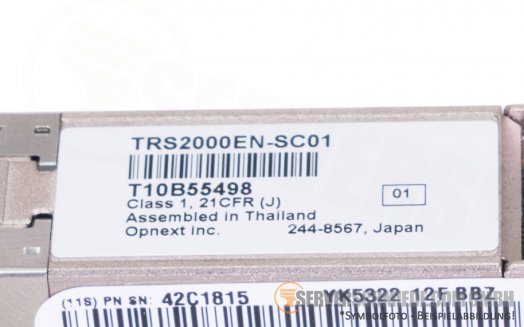 TRS2000EN-SC01
T10B55498
Class 1, 21CFR (J)
01
Assembled in Thailand
Opnext inc. 244-8567, Japan
(11S) PN SN: 42C1815 YK5322 12F BBZ
*Symbolfoto - Beispielabbildung!